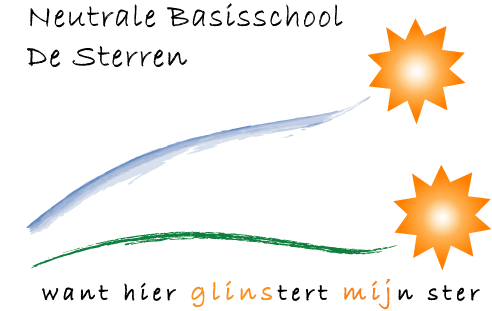 Neutrale Basisschool
De Sterren
want hier glinstert mijn ster